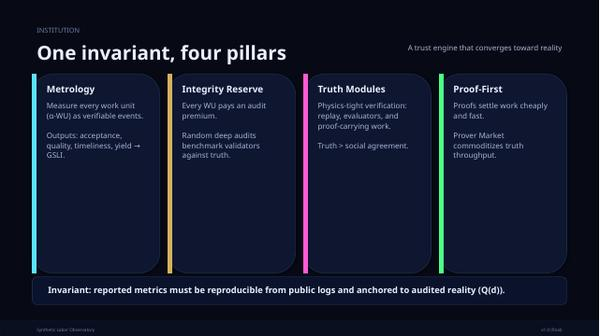 INSTITUTION
One invariant, four pillars
A trust engine that converges toward reality
Metrology
Measure every work unit
(α-WU) as verifiable events.
Outputs: acceptance,
quality, timeliness, yield →
GSLI.
Integrity Reserve
Every WU pays an audit
premium.
Random deep audits
benchmark validators
against truth.
Truth Modules
Physics-tight verification:
replay, evaluators, and
proof-carrying work.
Truth > social agreement.
Proof-First
Proofs settle work cheaply
and fast.
Prover Market
commoditizes truth
throughput.
Invariant: reported metrics must be reproducible from public logs and anchored to audited reality (Q(d)).
Synthetic Labor Observatory